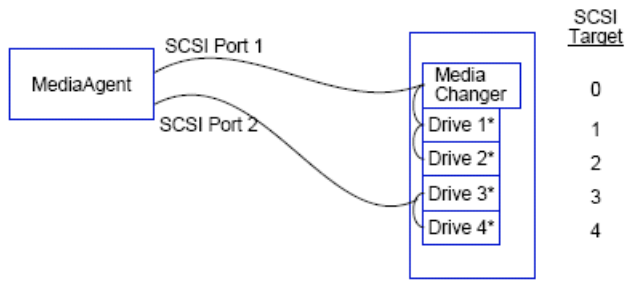 SCSI
Target
SCSI Port 1
MediaAgent
Media
Changer
0
SCSI Port 2
Drive 1*
1
Drive 2*
2
Drive 3*
3
Drive 4*
4